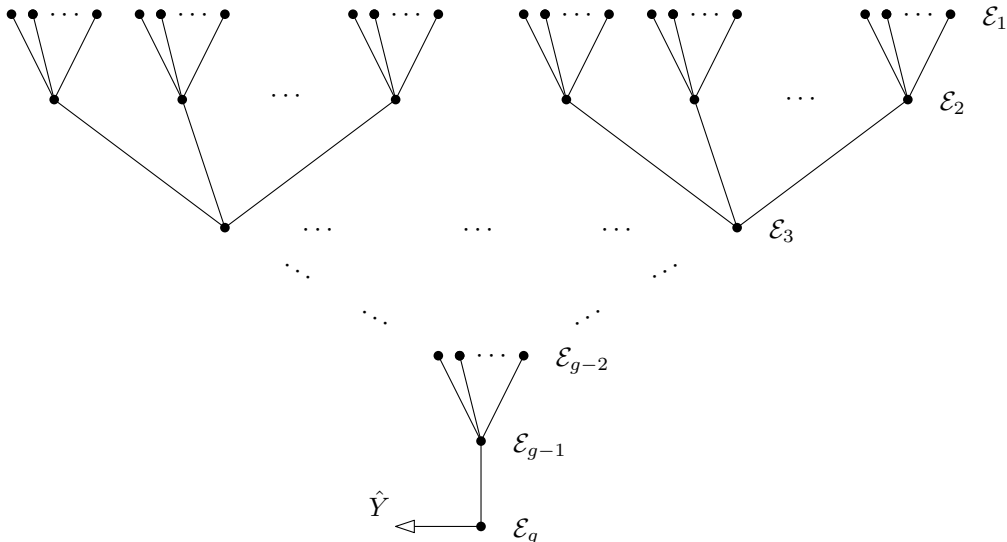 ··· ··· ··· ··· ··· ··· ℰ₁
··· ··· ℰ₂
··· ··· ··· ℰ₃
··· ···
··· ···
··· ℰ_{g−2}
ℰ_{g−1}
Ŷ ℰ_g